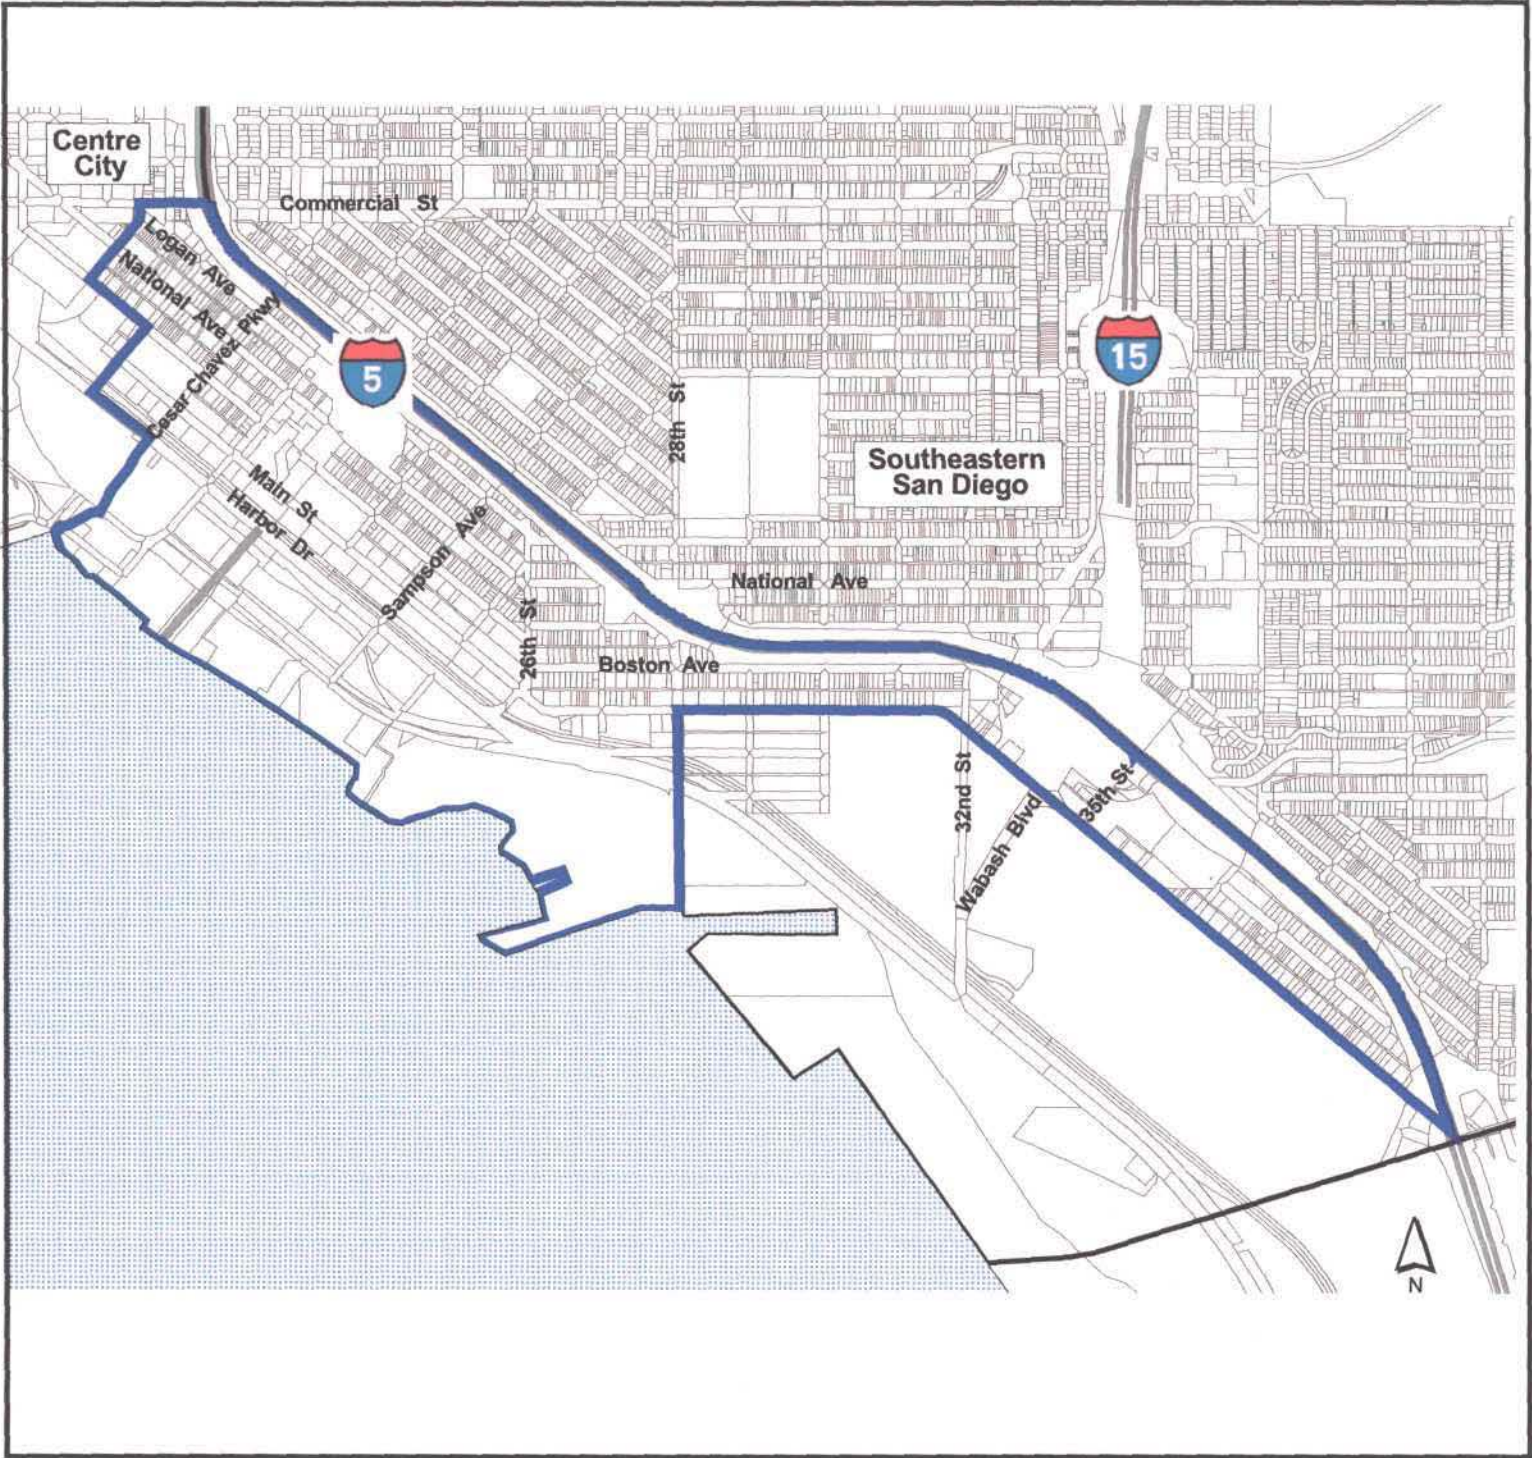 Centre
City
Commercial St
Logan Ave
National Ave
Cesar Chavez Pkwy
5
15
28th St
Southeastern
San Diego
Main St
Harbor Dr
Sampson Ave
National Ave
26th St
Boston Ave
32nd St
Wabash Blvd
35th St
N